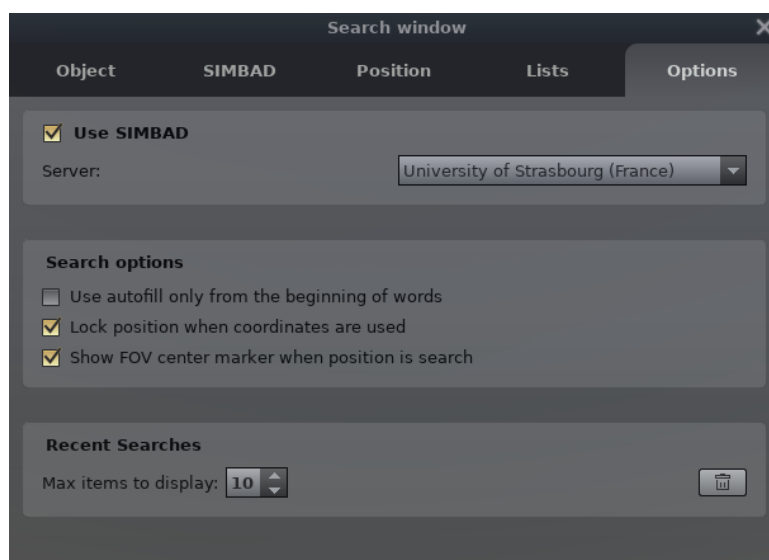 Search window
Object SIMBAD Position Lists Options
Use SIMBAD
Server: University of Strasbourg (France)
Search options
Use autofill only from the beginning of words
Lock position when coordinates are used
Show FOV center marker when position is search
Recent Searches
Max items to display: 10